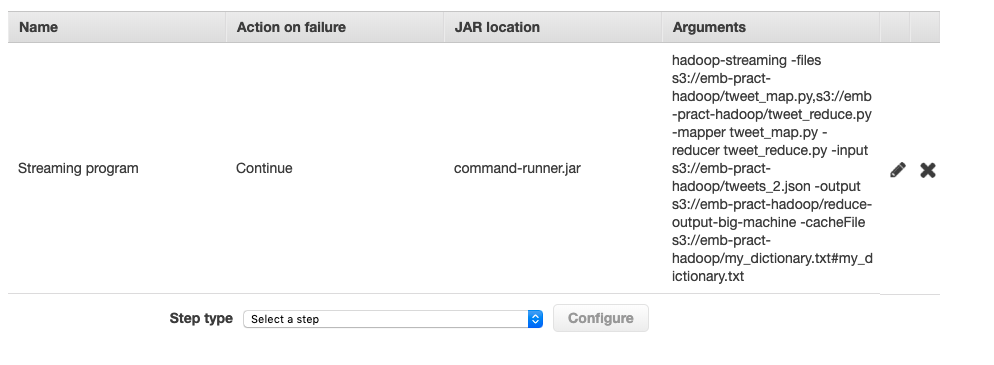 Name Action on failure JAR location Arguments
hadoop-streaming -files
s3://emb-pract-
hadoop/tweet_map.py,s3://emb
-pract-hadoop/tweet_reduce.py
-mapper tweet_map.py -
reducer tweet_reduce.py -input
Streaming program Continue command-runner.jar s3://emb-pract-
hadoop/tweets_2.json -output
s3://emb-pract-hadoop/reduce-
output-big-machine -cacheFile
s3://emb-pract-
hadoop/my_dictionary.txt#my_d
ictionary.txt
Step type Select a step Configure